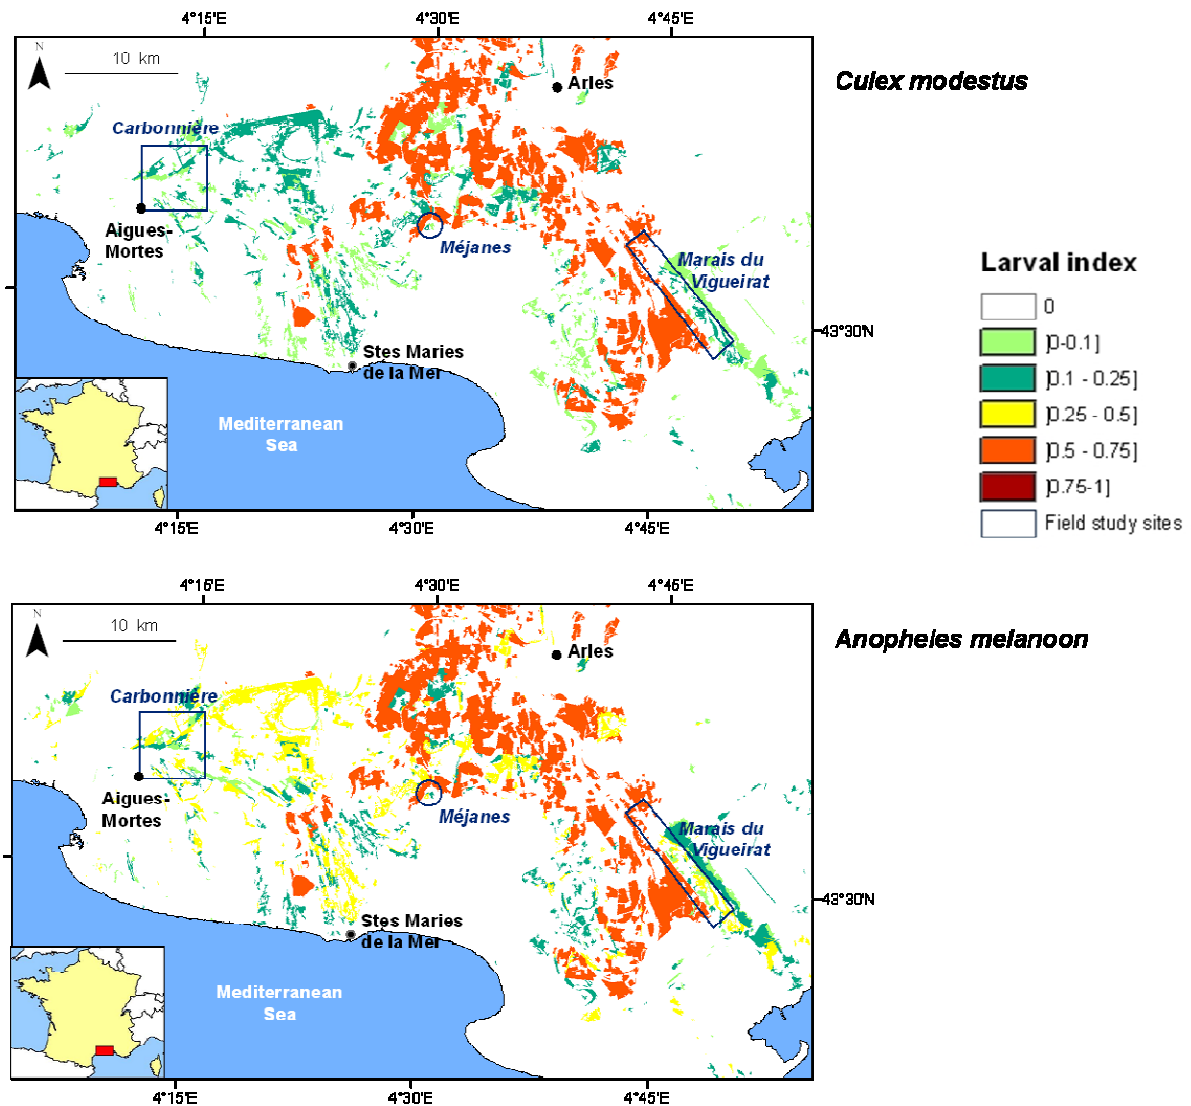 4°15'E 4°30'E 4°45'E
N
10 km
Arles
Culex modestus
Carbonnière
Aigues-
Mortes
Méjanes
Marais du
Vigueirat
Larval index
0
]0-0.1]
]0.1 - 0.25]
]0.25 - 0.5]
]0.5 - 0.75]
]0.75-1]
Field study sites
43°30'N
Stes Maries
de la Mer
Mediterranean
Sea
4°15'E 4°30'E 4°45'E
4°15'E 4°30'E 4°45'E
N
10 km
Arles
Anopheles melanoon
Carbonnière
Aigues-
Mortes
Méjanes
Marais du
Vigueirat
43°30'N
Stes Maries
de la Mer
Mediterranean
Sea
4°15'E 4°30'E 4°45'E